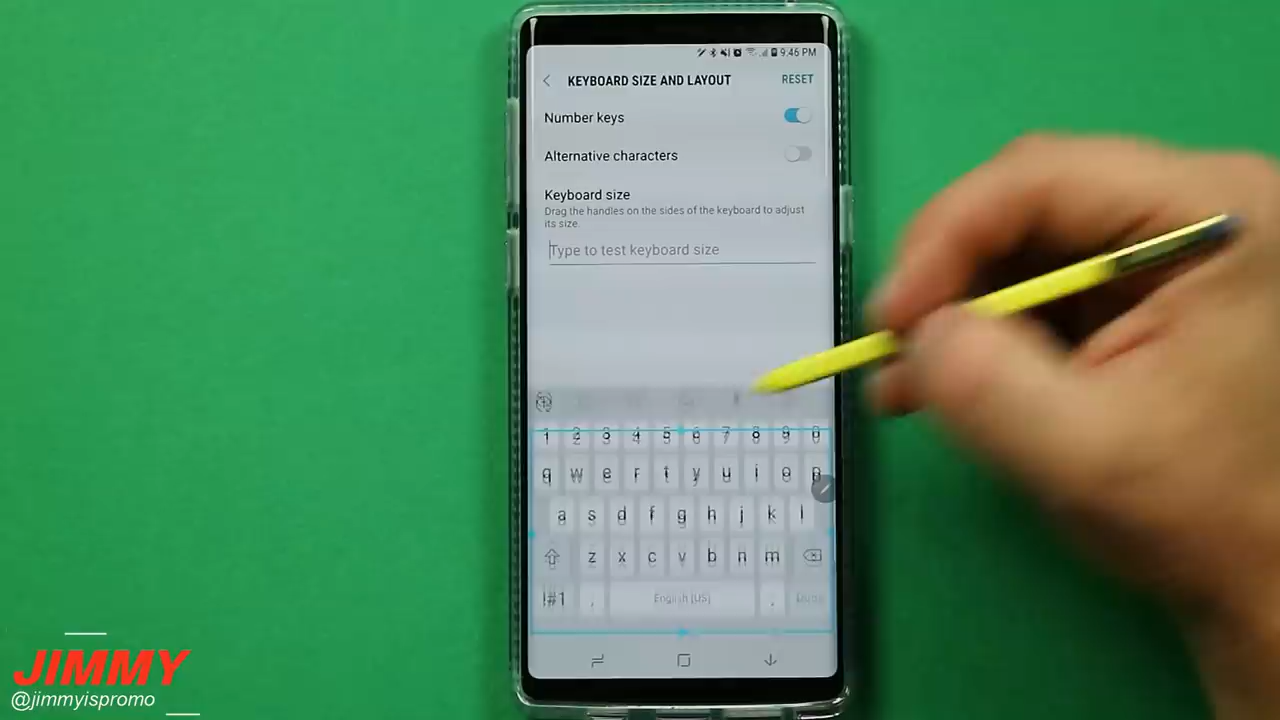 9:46 PM
KEYBOARD SIZE AND LAYOUT RESET
Number keys
Alternative characters
Keyboard size
Drag the handles on the sides of the keyboard to adjust
its size.
Type to test keyboard size
1 2 3 4 5 6 7 8 9 0
q w e r t y u i o p
a s d f g h j k l
z x c v b n m
!#1 , English (US) .
JIMMY
@jimmyispromo